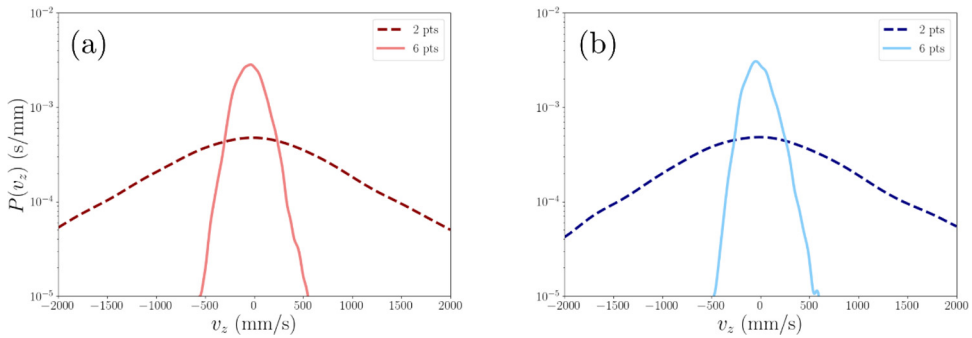 (a)
2 pts
6 pts
10⁻²
10⁻³
10⁻⁴
10⁻⁵
P(v_z) (s/mm)
−2000 −1500 −1000 −500 0 500 1000 1500 2000
v_z (mm/s)
(b)
2 pts
6 pts
10⁻²
10⁻³
10⁻⁴
10⁻⁵
−2000 −1500 −1000 −500 0 500 1000 1500 2000
v_z (mm/s)